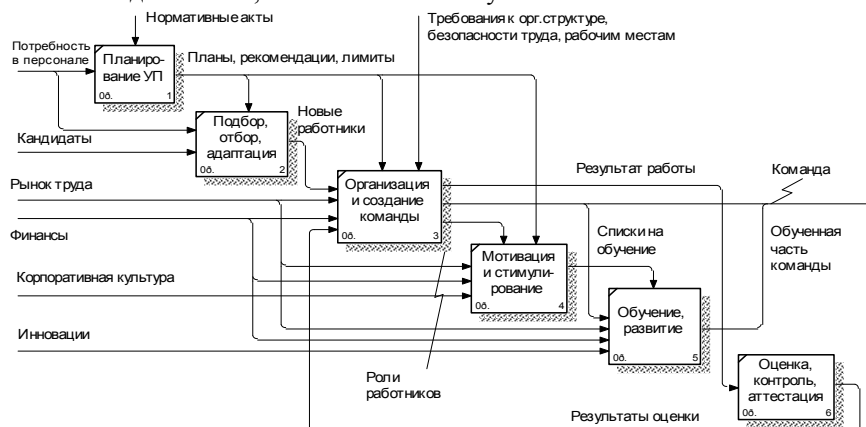 Нормативные акты
Требования к орг.структуре,
безопасности труда, рабочим местам
Потребность
в персонале
Планиро-
вание УП
0б. 1
Планы, рекомендации, лимиты
Подбор,
отбор,
адаптация
0б. 2
Новые
работники
Кандидаты
Рынок труда
Организация
и создание
команды
0б. 3
Результат работы
Команда
Финансы
Списки на
обучение
Обученная
часть
команды
Мотивация
и стимули-
рование
0б. 4
Корпоративная культура
Обучение,
развитие
0б. 5
Инновации
Роли
работников
Оценка,
контроль,
аттестация
0б. 6
Результаты оценки